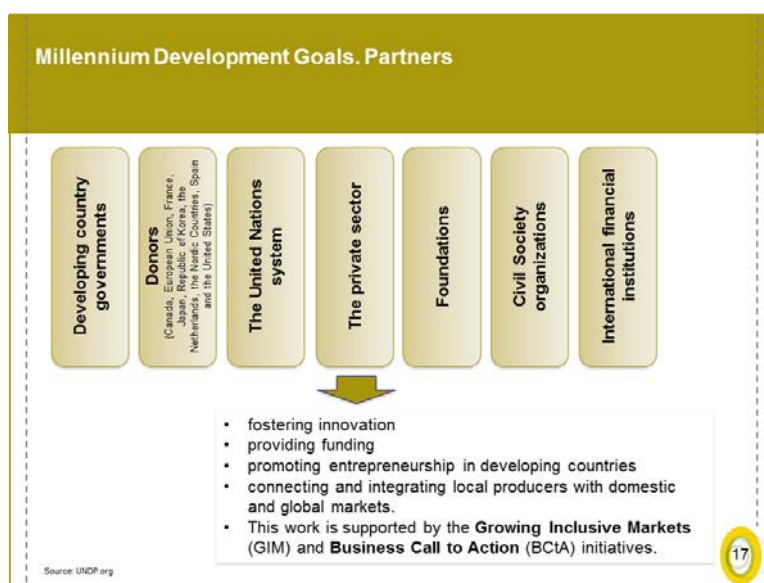 Millennium Development Goals. Partners
Developing country
governments
Donors
(Canada, European Union, France,
Japan, Republic of Korea, the
Netherlands, the Nordic Countries, Spain
and the United States)
The United Nations
system
The private sector
Foundations
Civil Society
organizations
International financial
institutions
• fostering innovation
• providing funding
• promoting entrepreneurship in developing countries
• connecting and integrating local producers with domestic
and global markets.
• This work is supported by the Growing Inclusive Markets
(GIM) and Business Call to Action (BCtA) initiatives.
Source: UNDP.org
17